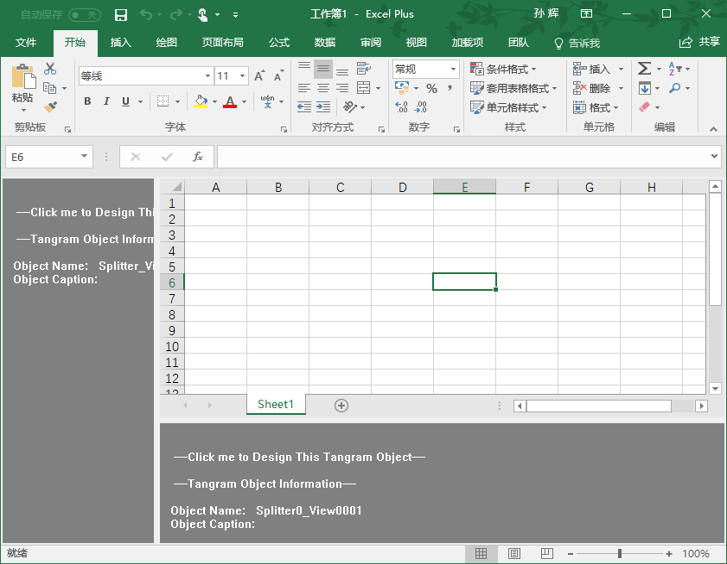 自动保存 关 工作簿1 - Excel Plus 孙 辉
文件 开始 插入 绘图 页面布局 公式 数据 审阅 视图 加载项 团队 告诉我 共享
粘贴
等线 11 A A
B I U A wén 文
常规
% ,
.0 .00 .00 .0
条件格式
套用表格格式
单元格样式
插入
删除
格式
Σ A Z
剪贴板 字体 对齐方式 数字 样式 单元格 编辑
E6 fx
A B C D E F G H
1
2
3
4
5
6
7
8
9
10
11
12
13
Sheet1
—Click me to Design Thi
—Tangram Object Inform
Object Name: Splitter_Vi
Object Caption:
—Click me to Design This Tangram Object—
—Tangram Object Information—
Object Name: Splitter0_View0001
Object Caption:
就绪 100%